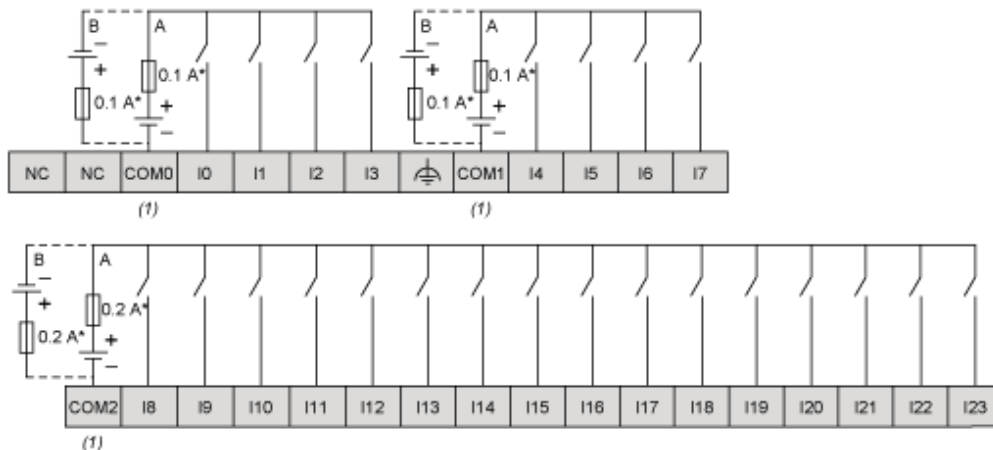 B A B A
0.1 A* 0.1 A* 0.1 A* 0.1 A*
NC NC COM0 I0 I1 I2 I3 COM1 I4 I5 I6 I7
(1) (1)
B A
0.2 A* 0.2 A*
COM2 I8 I9 I10 I11 I12 I13 I14 I15 I16 I17 I18 I19 I20 I21 I22 I23
(1)